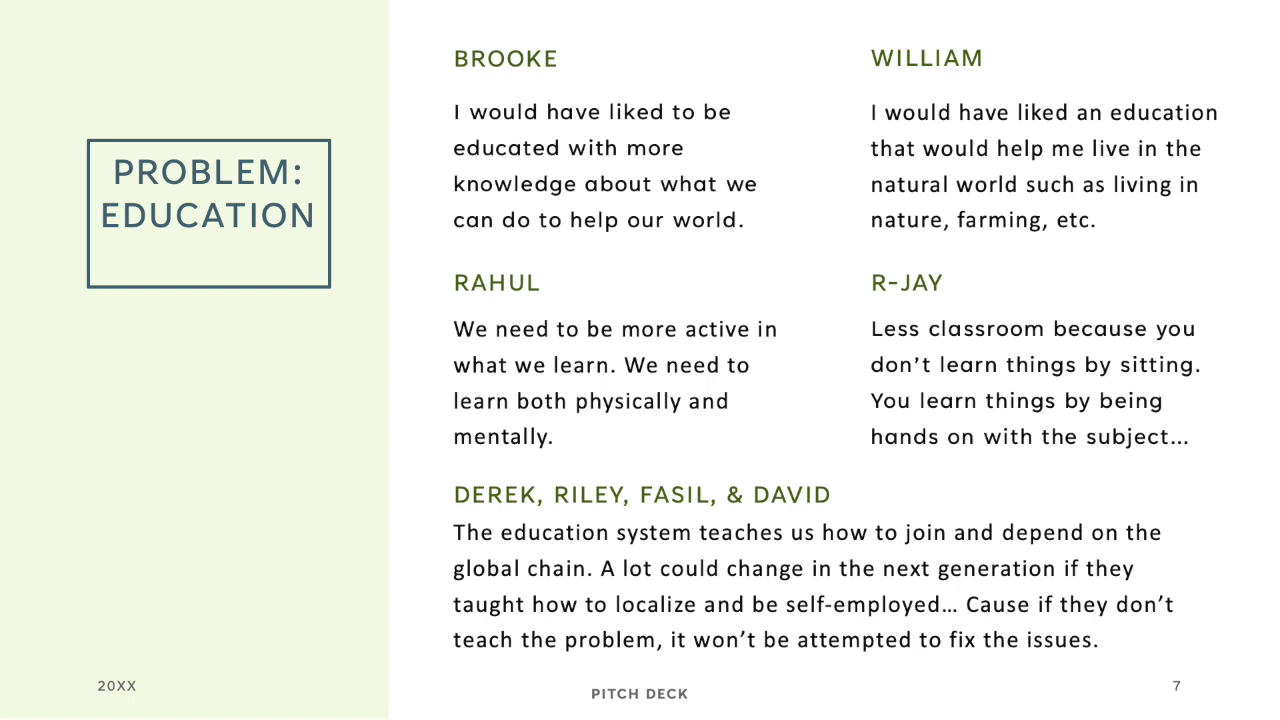 PROBLEM:
EDUCATION
BROOKE
I would have liked to be
educated with more
knowledge about what we
can do to help our world.
WILLIAM
I would have liked an education
that would help me live in the
natural world such as living in
nature, farming, etc.
RAHUL
We need to be more active in
what we learn. We need to
learn both physically and
mentally.
R-JAY
Less classroom because you
don’t learn things by sitting.
You learn things by being
hands on with the subject...
DEREK, RILEY, FASIL, & DAVID
The education system teaches us how to join and depend on the
global chain. A lot could change in the next generation if they
taught how to localize and be self-employed… Cause if they don’t
teach the problem, it won’t be attempted to fix the issues.
20XX
PITCH DECK
7